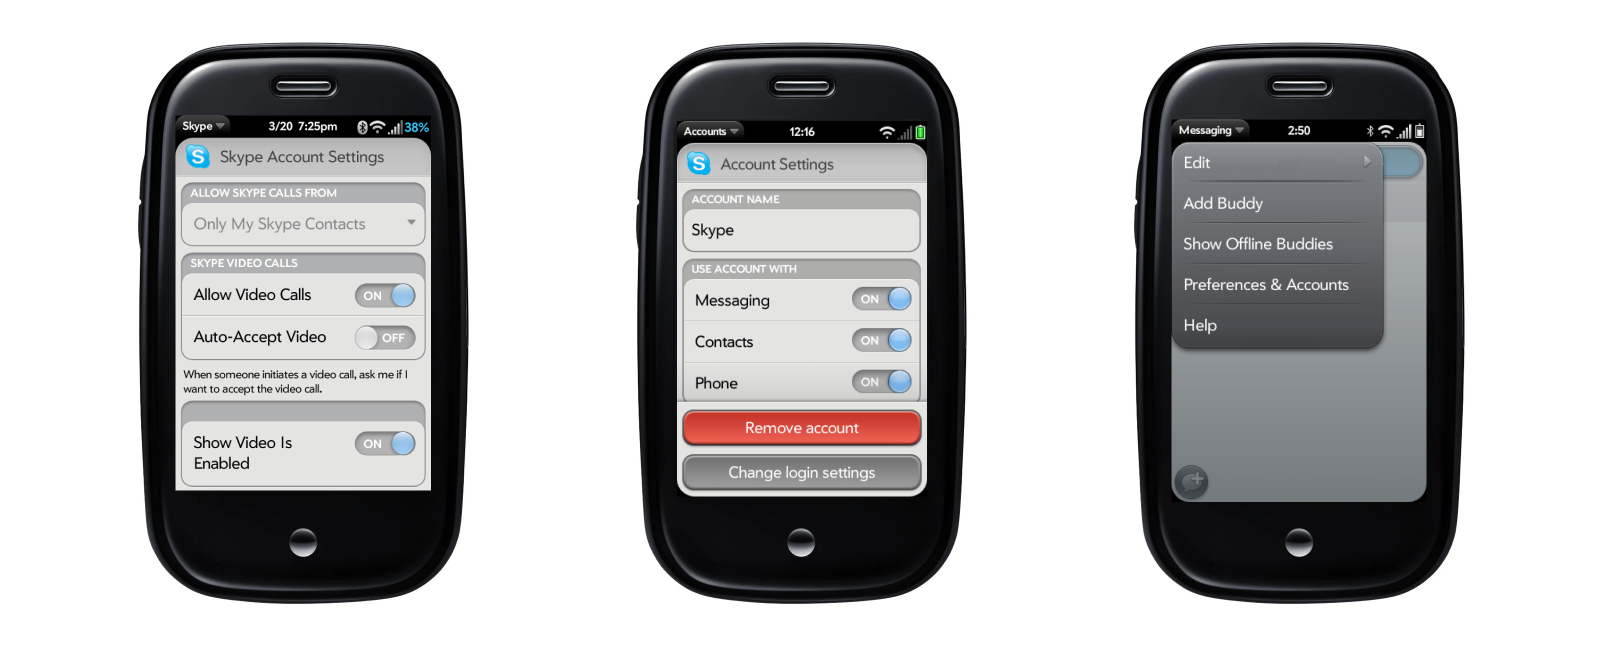 Skype 3/20 7:25pm 38%
S Skype Account Settings
ALLOW SKYPE CALLS FROM
Only My Skype Contacts
SKYPE VIDEO CALLS
Allow Video Calls ON
Auto-Accept Video OFF
When someone initiates a video call, ask me if I
want to accept the video call.
Show Video Is
Enabled
ON
Accounts 12:16
S Account Settings
ACCOUNT NAME
Skype
USE ACCOUNT WITH
Messaging ON
Contacts ON
Phone ON
Remove account
Change login settings
Messaging 2:50
Edit
Add Buddy
Show Offline Buddies
Preferences & Accounts
Help